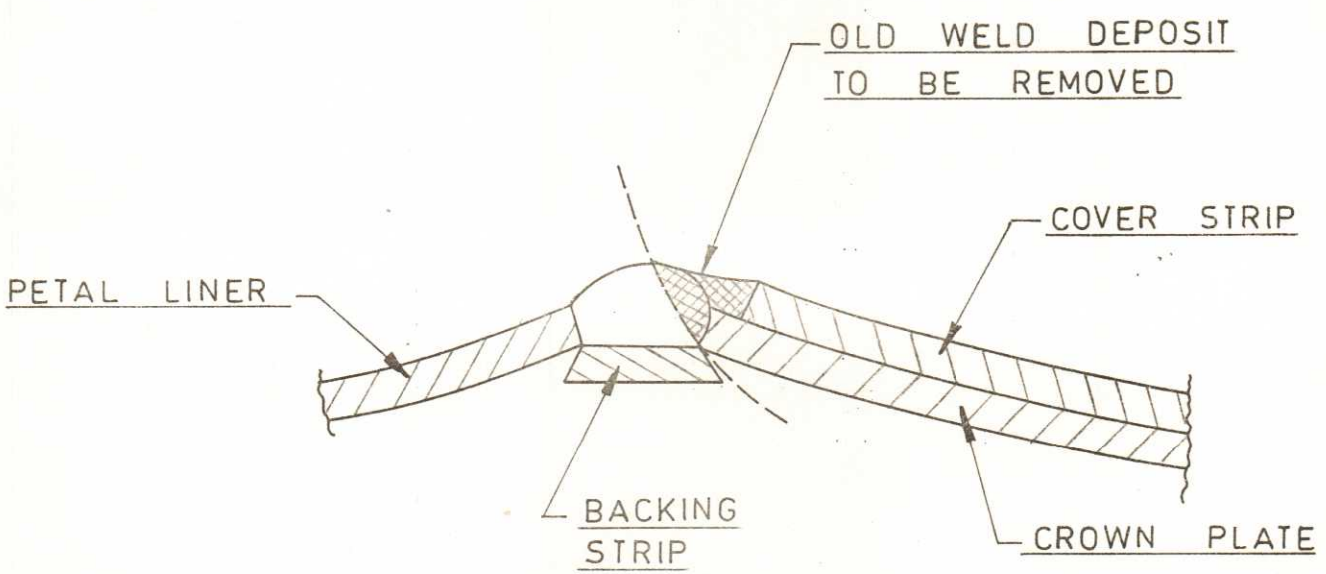 OLD WELD DEPOSIT
TO BE REMOVED
COVER STRIP
PETAL LINER
BACKING
STRIP
CROWN PLATE